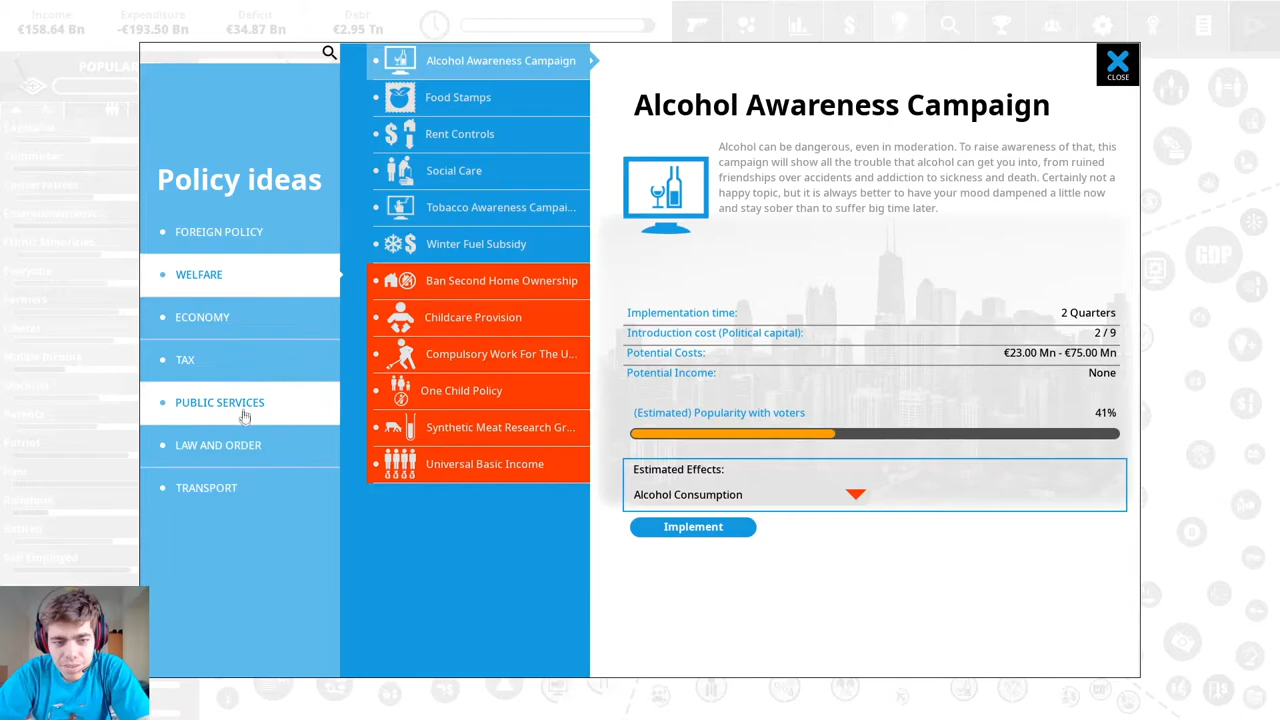 Income
Expenditure
Deficit
Debt
€158.64 Bn
-€193.50 Bn
€34.87 Bn
€2.95 Tn
POPULAR
Policy ideas
FOREIGN POLICY
WELFARE
ECONOMY
TAX
PUBLIC SERVICES
LAW AND ORDER
TRANSPORT
Alcohol Awareness Campaign
Food Stamps
Rent Controls
Social Care
Tobacco Awareness Campai...
Winter Fuel Subsidy
Ban Second Home Ownership
Childcare Provision
Compulsory Work For The U...
One Child Policy
Synthetic Meat Research Gr...
Universal Basic Income
CLOSE
Alcohol Awareness Campaign
Alcohol can be dangerous, even in moderation. To raise awareness of that, this
campaign will show all the trouble that alcohol can get you into, from ruined
friendships over accidents and addiction to sickness and death. Certainly not a
happy topic, but it is always better to have your mood dampened a little now
and stay sober than to suffer big time later.
Implementation time: 2 Quarters
Introduction cost (Political capital): 2 / 9
Potential Costs: €23.00 Mn - €75.00 Mn
Potential Income: None
(Estimated) Popularity with voters 41%
Estimated Effects:
Alcohol Consumption
Implement
GDP
Everyone
Farmers
Parents
Patriot
Self Employed